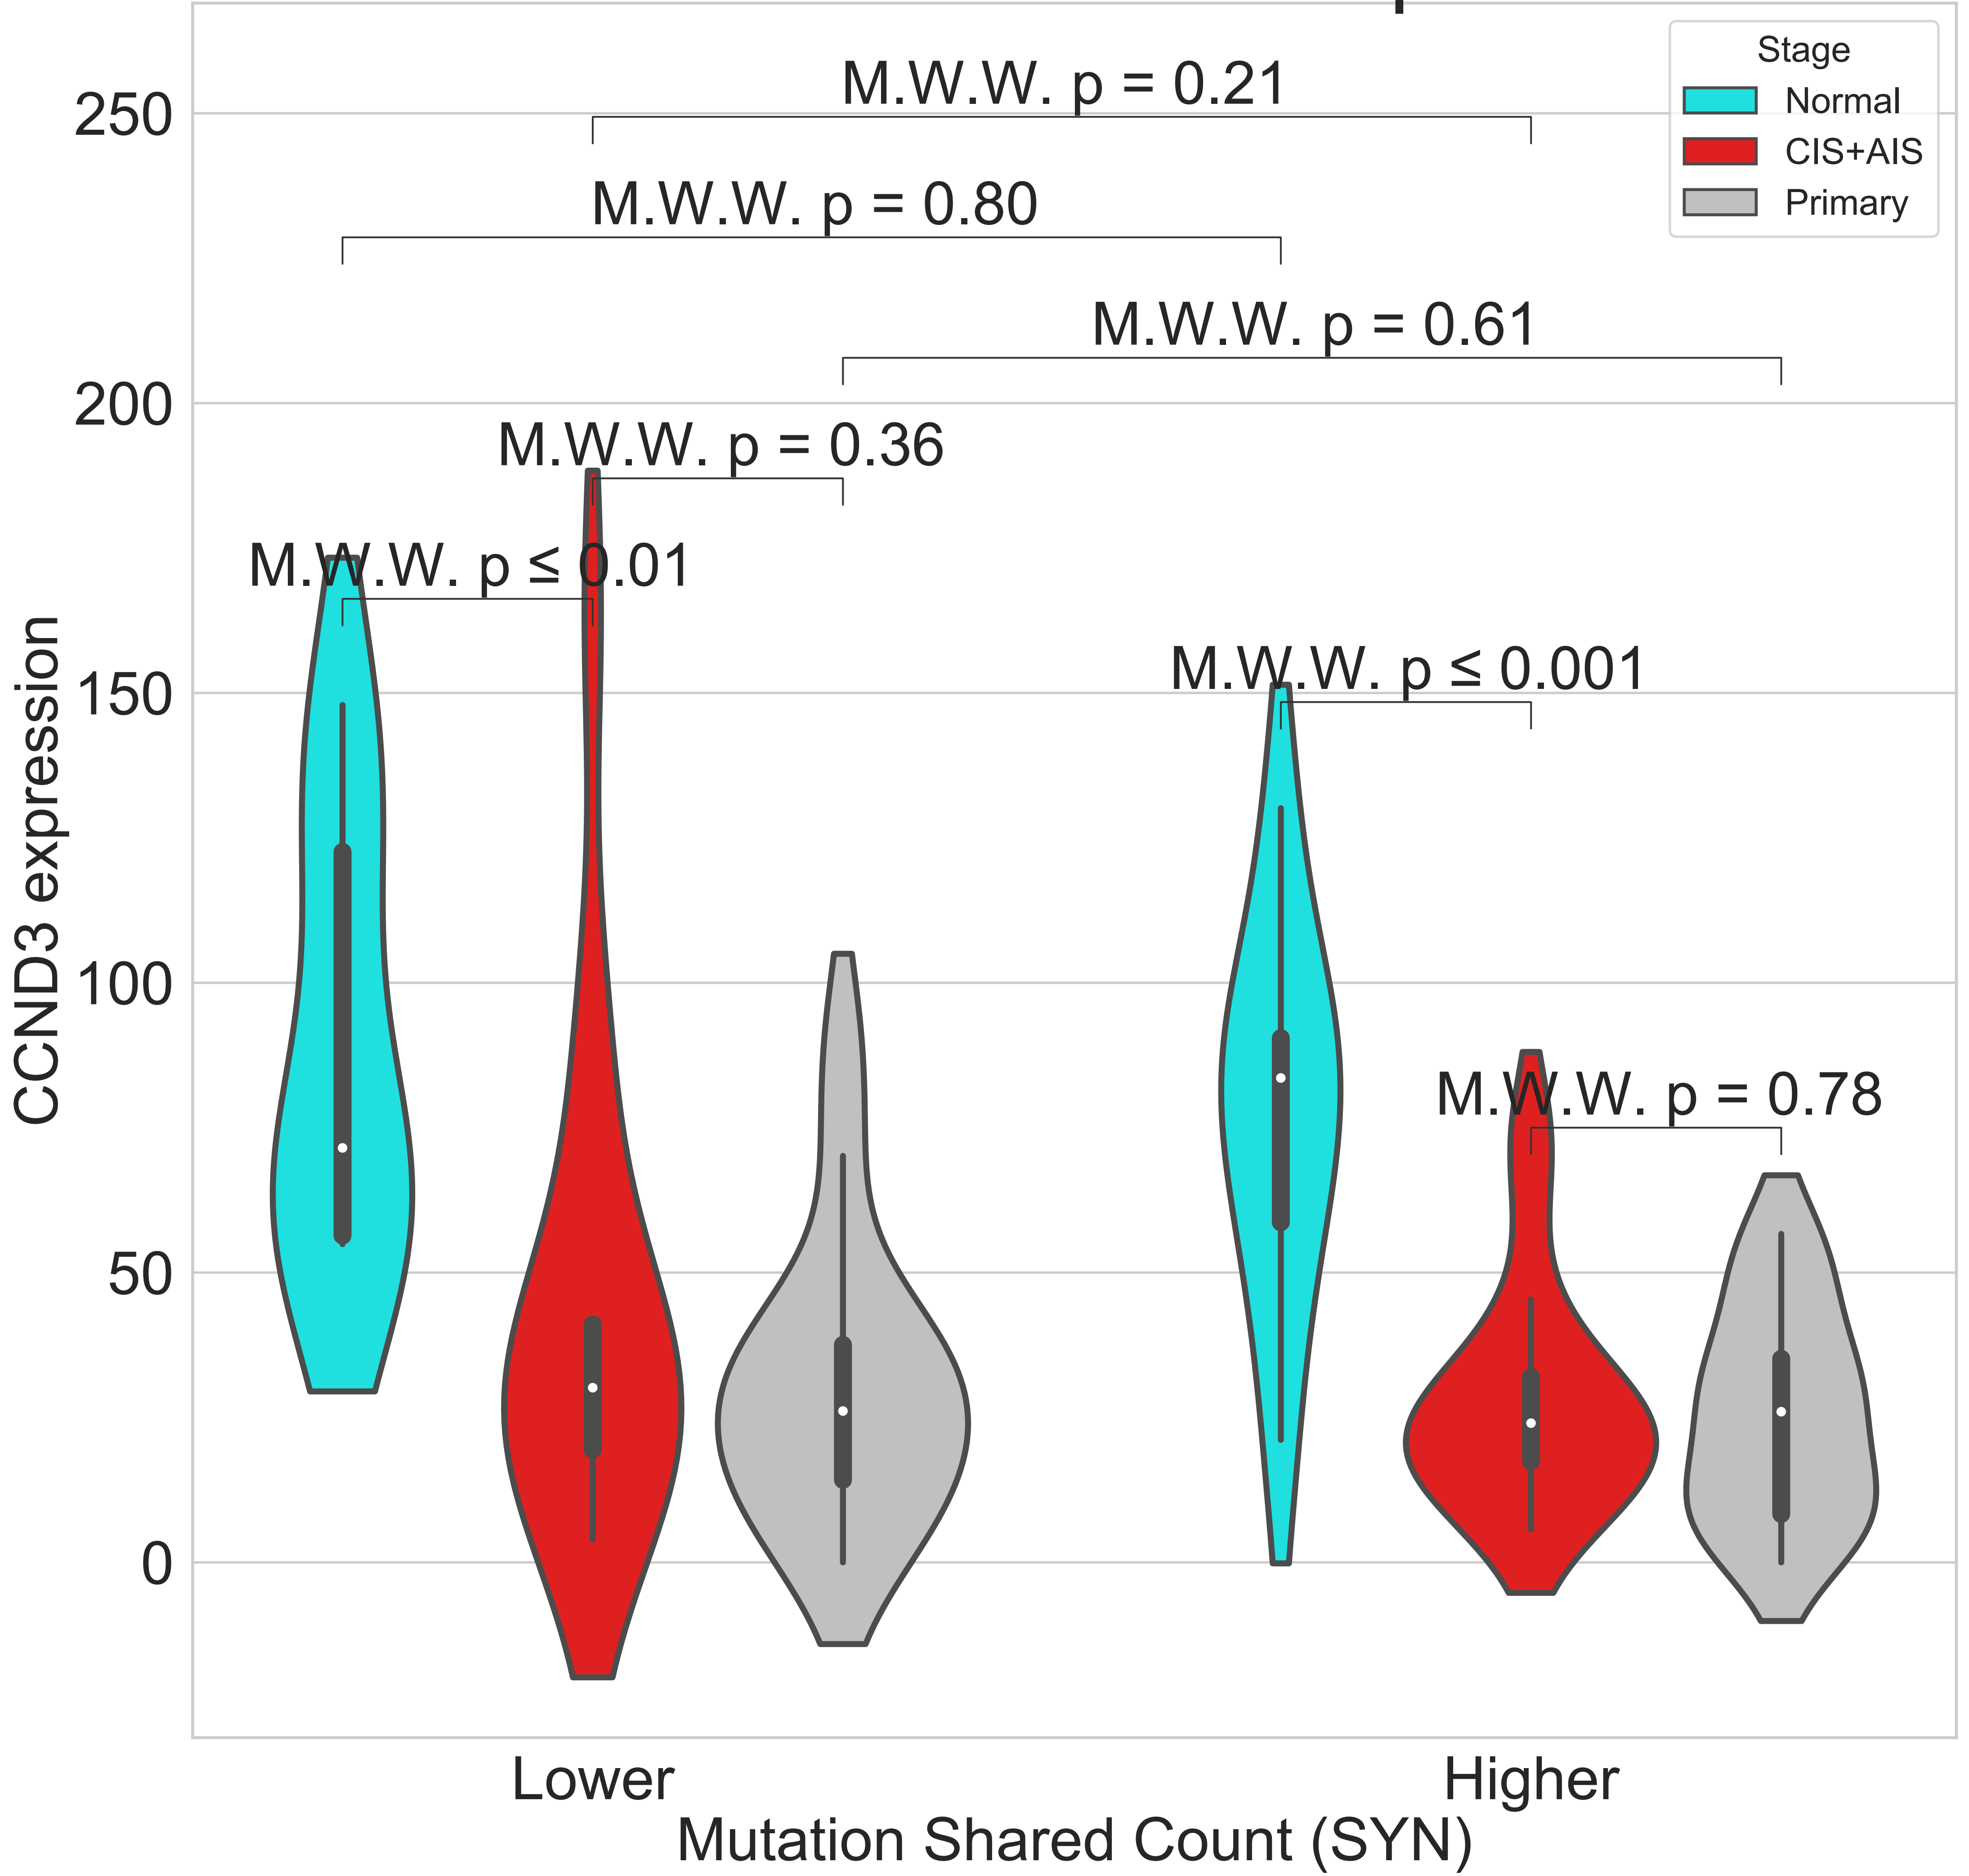 Stage
Normal
CIS+AIS
Primary
M.W.W. p = 0.21
M.W.W. p = 0.80
M.W.W. p = 0.61
M.W.W. p = 0.36
M.W.W. p ≤ 0.01
M.W.W. p ≤ 0.001
M.W.W. p = 0.78
250
200
150
100
50
0
CCND3 expression
Lower
Higher
Mutation Shared Count (SYN)